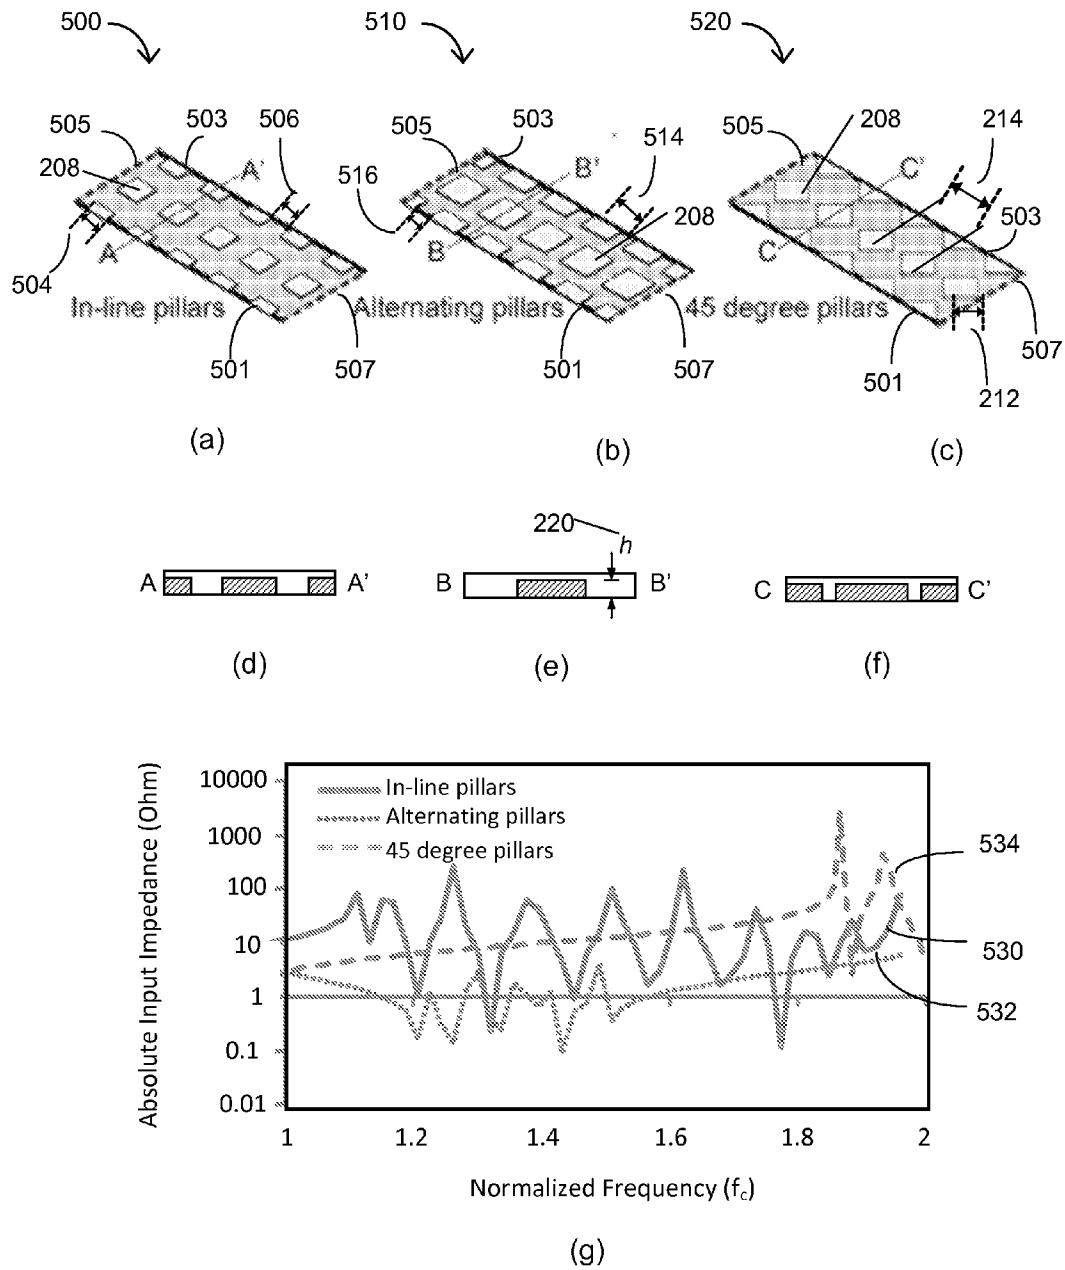 500
510
520
505
503
506
208
A'
504
A
In-line pillars
501
507
(a)
505
503
514
516
B'
208
B
Alternating pillars
501
507
(b)
505
208
214
C'
503
C
45 degree pillars
501
507
212
(c)
A
A'
(d)
220
h
B
B'
(e)
C
C'
(f)
Absolute Input Impedance (Ohm)
10000
1000
100
10
1
0.1
0.01
In-line pillars
Alternating pillars
45 degree pillars
534
530
532
1
1.2
1.4
1.6
1.8
2
Normalized Frequency (fc)
(g)